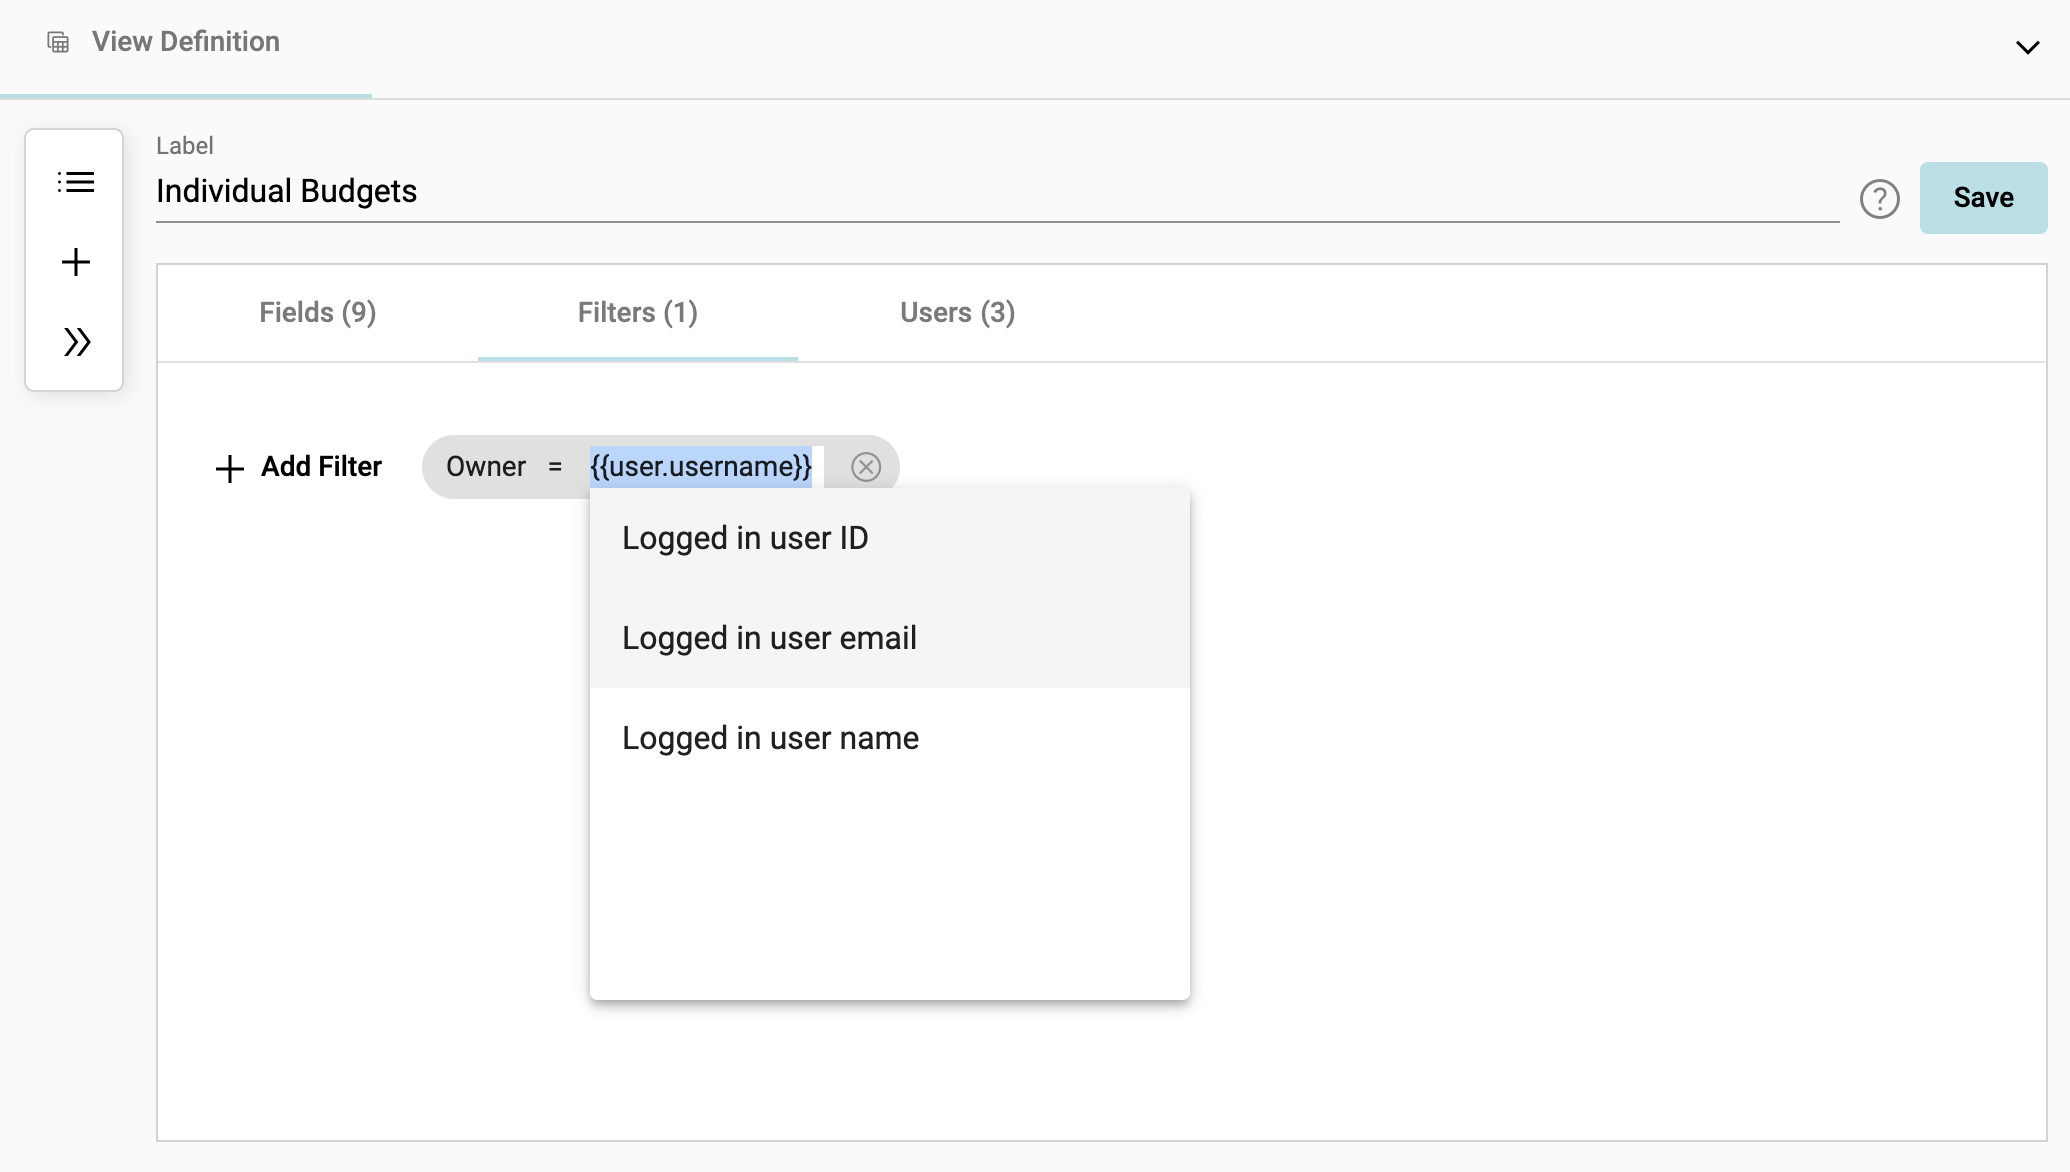 View Definition
Label
Individual Budgets
Save
Fields (9) Filters (1) Users (3)
Add Filter Owner = {{user.username}}
Logged in user ID
Logged in user email
Logged in user name